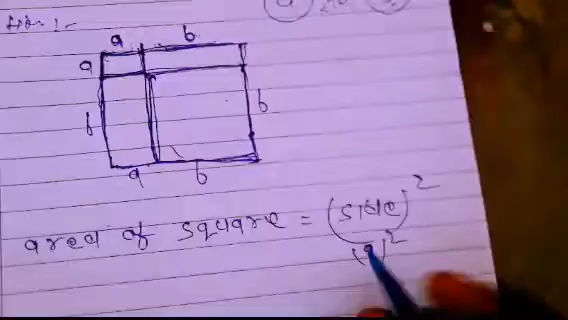 a b
a
b b
a b
area of square = (side)²
(a)²